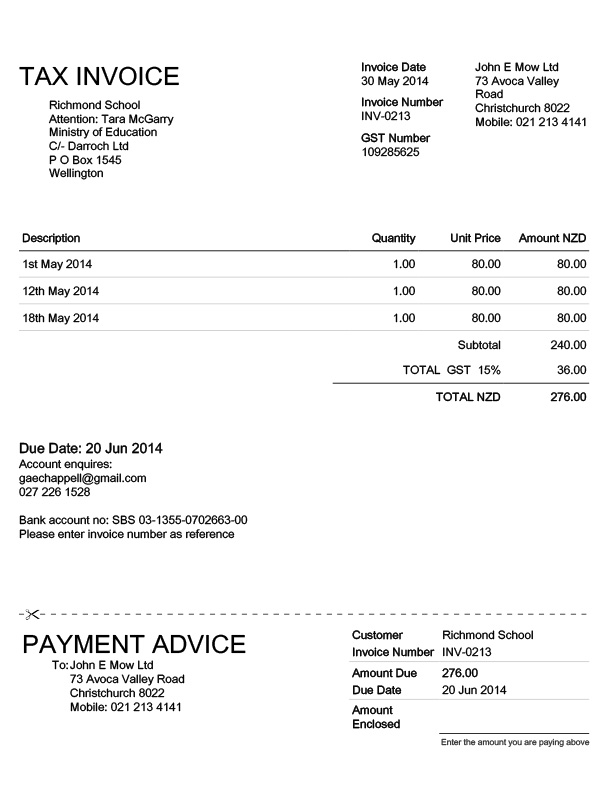 TAX INVOICE
Richmond School
Attention: Tara McGarry
Ministry of Education
C/- Darroch Ltd
P O Box 1545
Wellington
Invoice Date
30 May 2014
Invoice Number
INV-0213
GST Number
109285625
John E Mow Ltd
73 Avoca Valley
Road
Christchurch 8022
Mobile: 021 213 4141
Description Quantity Unit Price Amount NZD
1st May 2014 1.00 80.00 80.00
12th May 2014 1.00 80.00 80.00
18th May 2014 1.00 80.00 80.00
Subtotal 240.00
TOTAL GST 15% 36.00
TOTAL NZD 276.00
Due Date: 20 Jun 2014
Account enquires:
gaechappell@gmail.com
027 226 1528
Bank account no: SBS 03-1355-0702663-00
Please enter invoice number as reference
PAYMENT ADVICE
To: John E Mow Ltd
73 Avoca Valley Road
Christchurch 8022
Mobile: 021 213 4141
Customer Richmond School
Invoice Number INV-0213
Amount Due 276.00
Due Date 20 Jun 2014
Amount
Enclosed
Enter the amount you are paying above